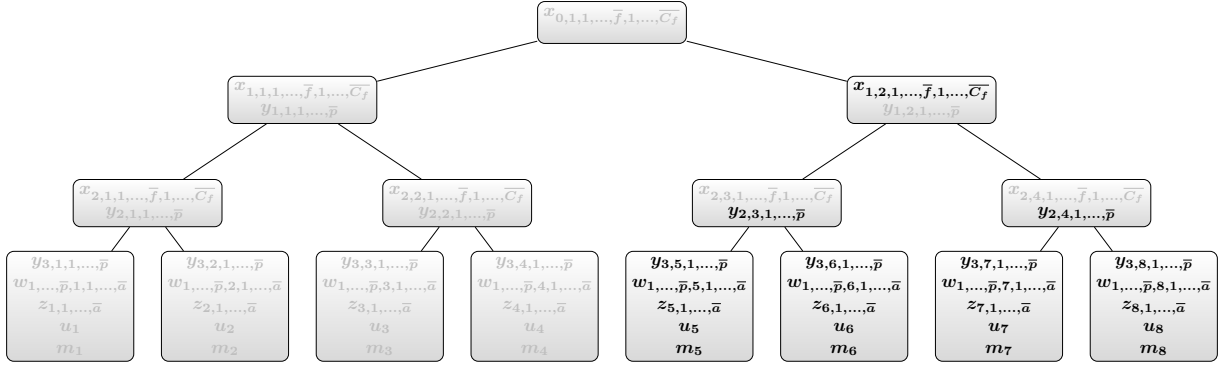 x_{0,1,1,...,\overline{f},1,...,\overline{C_f}}
x_{1,1,1,...,\overline{f},1,...,\overline{C_f}}
y_{1,1,1,...,\overline{p}}
x_{1,2,1,...,\overline{f},1,...,\overline{C_f}}
y_{1,2,1,...,\overline{p}}
x_{2,1,1,...,\overline{f},1,...,\overline{C_f}}
y_{2,1,1,...,\overline{p}}
x_{2,2,1,...,\overline{f},1,...,\overline{C_f}}
y_{2,2,1,...,\overline{p}}
x_{2,3,1,...,\overline{f},1,...,\overline{C_f}}
y_{2,3,1,...,\overline{p}}
x_{2,4,1,...,\overline{f},1,...,\overline{C_f}}
y_{2,4,1,...,\overline{p}}
y_{3,1,1,...,\overline{p}}
w_{1,...,\overline{p},1,1,...,\overline{a}}
z_{1,1,...,\overline{a}}
u_1
m_1
y_{3,2,1,...,\overline{p}}
w_{1,...,\overline{p},2,1,...,\overline{a}}
z_{2,1,...,\overline{a}}
u_2
m_2
y_{3,3,1,...,\overline{p}}
w_{1,...,\overline{p},3,1,...,\overline{a}}
z_{3,1,...,\overline{a}}
u_3
m_3
y_{3,4,1,...,\overline{p}}
w_{1,...,\overline{p},4,1,...,\overline{a}}
z_{4,1,...,\overline{a}}
u_4
m_4
y_{3,5,1,...,\overline{p}}
w_{1,...,\overline{p},5,1,...,\overline{a}}
z_{5,1,...,\overline{a}}
u_5
m_5
y_{3,6,1,...,\overline{p}}
w_{1,...,\overline{p},6,1,...,\overline{a}}
z_{6,1,...,\overline{a}}
u_6
m_6
y_{3,7,1,...,\overline{p}}
w_{1,...,\overline{p},7,1,...,\overline{a}}
z_{7,1,...,\overline{a}}
u_7
m_7
y_{3,8,1,...,\overline{p}}
w_{1,...,\overline{p},8,1,...,\overline{a}}
z_{8,1,...,\overline{a}}
u_8
m_8